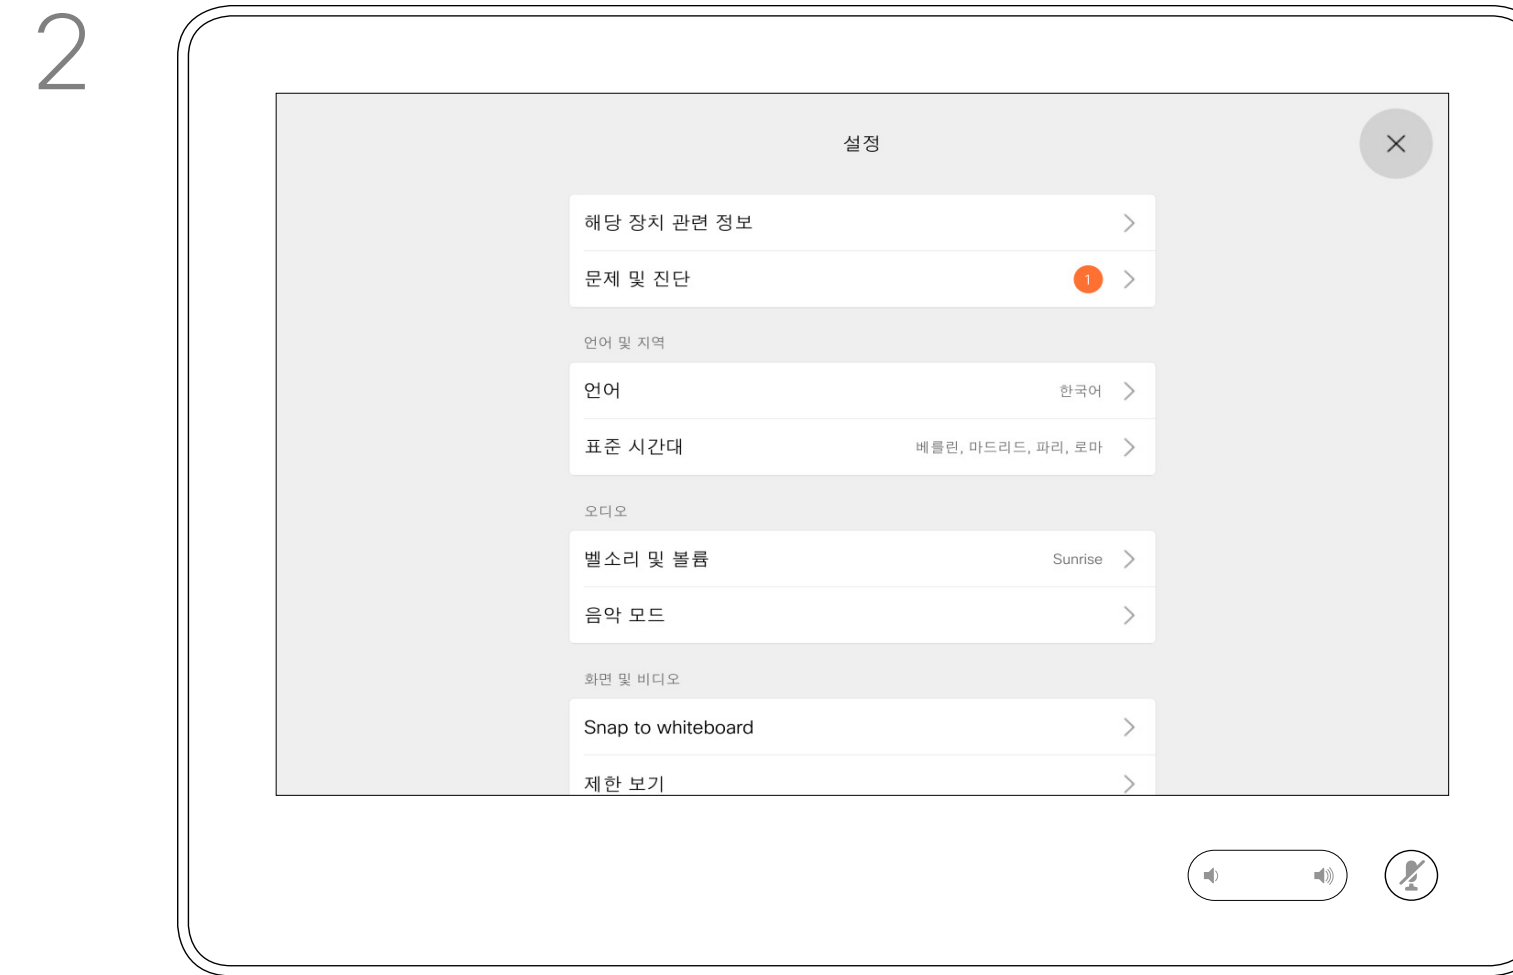 2
설정
해당 장치 관련 정보
문제 및 진단 1
언어 및 지역
언어 한국어
표준 시간대 베를린, 마드리드, 파리, 로마
오디오
벨소리 및 볼륨 Sunrise
음악 모드
화면 및 비디오
Snap to whiteboard
제한 보기